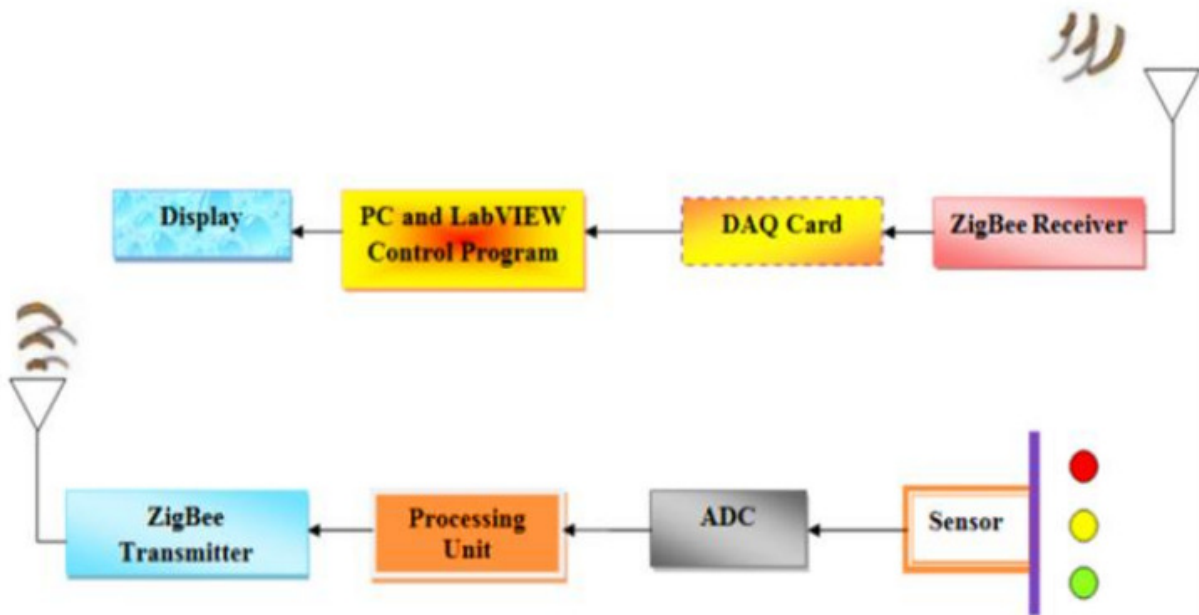 Display
PC and LabVIEW
Control Program
DAQ Card
ZigBee Receiver
ZigBee
Transmitter
Processing
Unit
ADC
Sensor